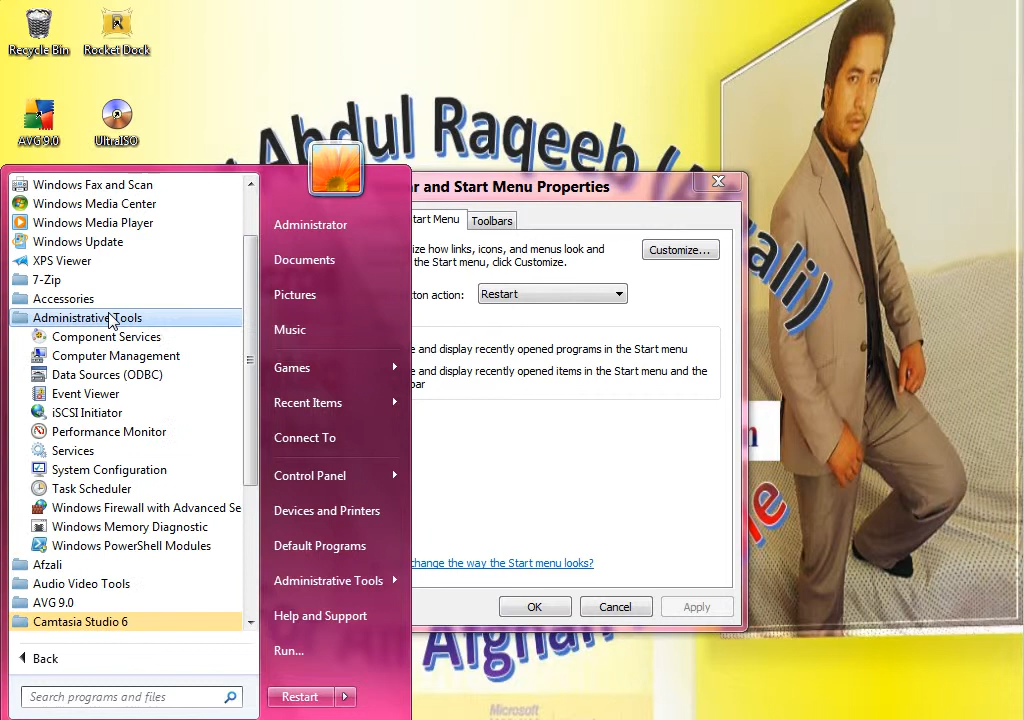 Recycle Bin
Rocket Dock
AVG 9.0
UltraISO
Abdul Raqeeb
Windows Fax and Scan
Windows Media Center
Windows Media Player
Windows Update
XPS Viewer
7-Zip
Accessories
Administrative Tools
Component Services
Computer Management
Data Sources (ODBC)
Event Viewer
iSCSI Initiator
Performance Monitor
Services
System Configuration
Task Scheduler
Windows Firewall with Advanced Se
Windows Memory Diagnostic
Windows PowerShell Modules
Afzali
Audio Video Tools
AVG 9.0
Camtasia Studio 6
Back
Search programs and files
Administrator
Documents
Pictures
Music
Games
Recent Items
Connect To
Control Panel
Devices and Printers
Default Programs
Administrative Tools
Help and Support
Run...
Restart
ar and Start Menu Properties
tart Menu
Toolbars
ize how links, icons, and menus look and
the Start menu, click Customize.
Customize...
ton action:
Restart
e and display recently opened programs in the Start menu
e and display recently opened items in the Start menu and the
bar
change the way the Start menu looks?
OK
Cancel
Apply
Afghan
Microsoft